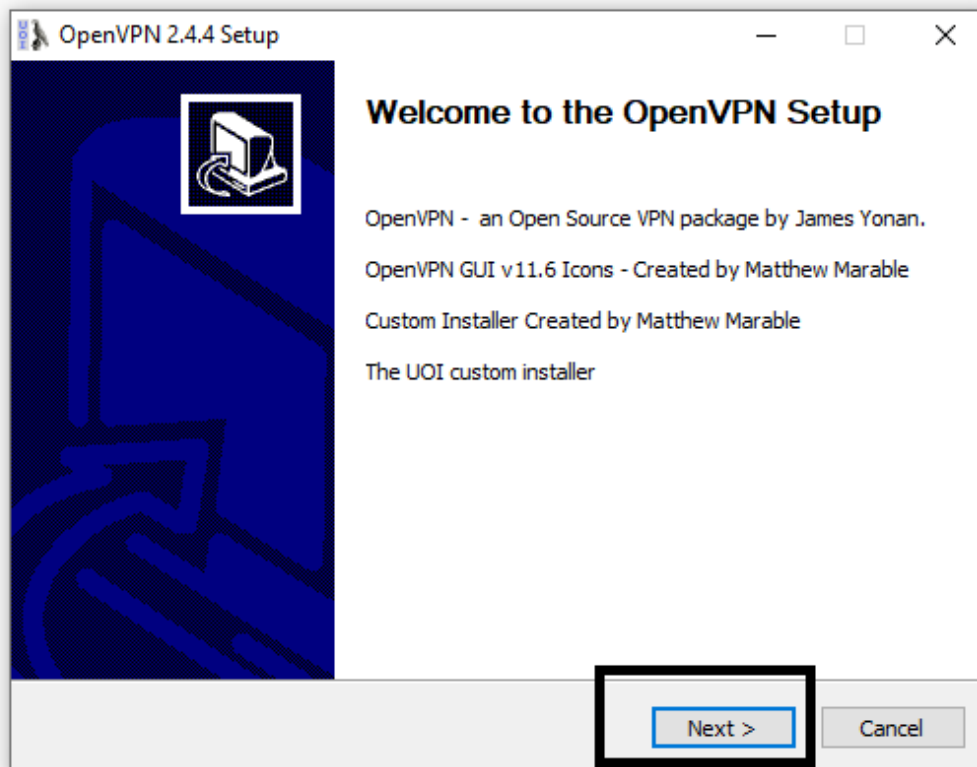 UOI
OpenVPN 2.4.4 Setup
Welcome to the OpenVPN Setup
OpenVPN - an Open Source VPN package by James Yonan.
OpenVPN GUI v11.6 Icons - Created by Matthew Marable
Custom Installer Created by Matthew Marable
The UOI custom installer
Next >
Cancel